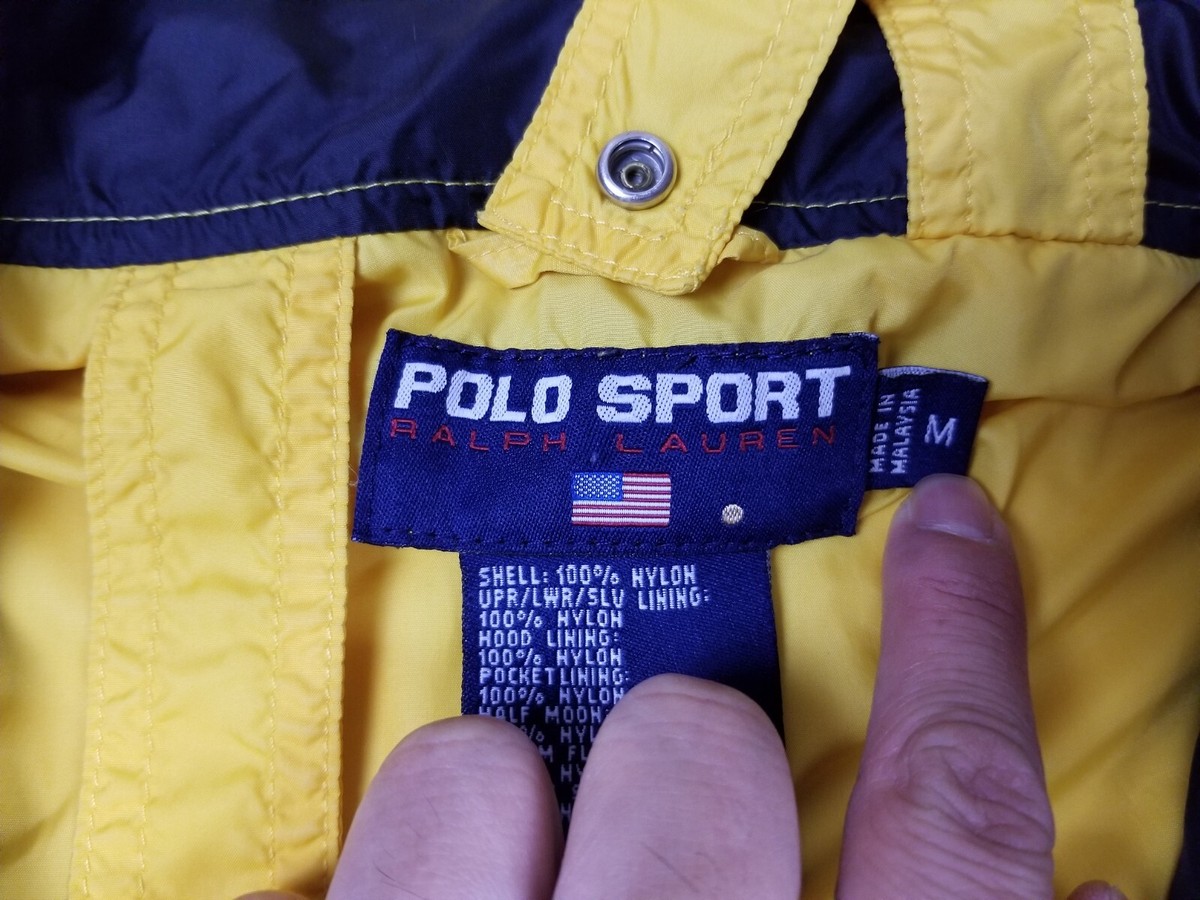 POLO SPORT
RALPH LAUREN
MADE IN
MALAYSIA
M
SHELL: 100% NYLON
UPR/LWR/SLV LINING:
100% NYLON
HOOD LINING:
100% NYLON
POCKET LINING:
100% NYLON
HALF MOON: